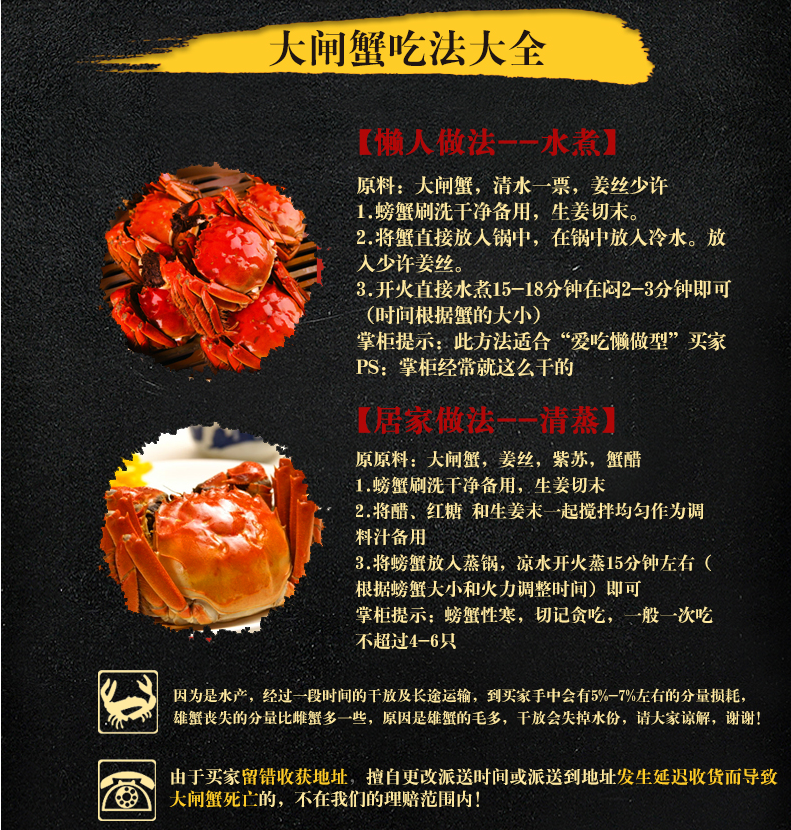 大闸蟹吃法大全
【懒人做法--水煮】
原料：大闸蟹，清水一票，姜丝少许
1.螃蟹刷洗干净备用，生姜切末。
2.将蟹直接放入锅中，在锅中放入冷水。放
入少许姜丝。
3.开火直接水煮15-18分钟在闷2-3分钟即可
（时间根据蟹的大小）
掌柜提示：此方法适合“爱吃懒做型”买家
PS：掌柜经常就这么干的
【居家做法--清蒸】
原原料：大闸蟹，姜丝，紫苏，蟹醋
1.螃蟹刷洗干净备用，生姜切末
2.将醋、红糖 和生姜末一起搅拌均匀作为调
料汁备用
3.将螃蟹放入蒸锅，凉水开火蒸15分钟左右（
根据螃蟹大小和火力调整时间）即可
掌柜提示：螃蟹性寒，切记贪吃，一般一次吃
不超过4-6只
因为是水产，经过一段时间的干放及长途运输，到买家手中会有5%-7%左右的分量损耗，
雄蟹丧失的分量比雌蟹多一些，原因是雄蟹的毛多，干放会失掉水份，请大家谅解，谢谢！
由于买家留错收获地址，擅自更改派送时间或派送到地址发生延迟收货而导致
大闸蟹死亡的，不在我们的理赔范围内！